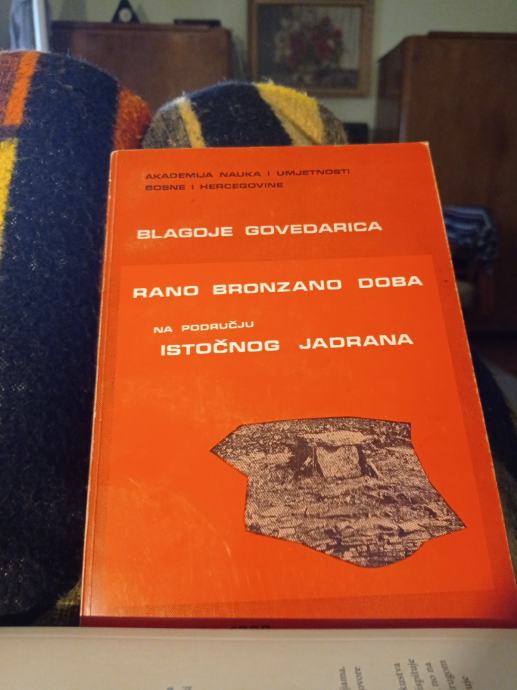 AKADEMIJA NAUKA I UMJETNOSTI
BOSNE I HERCEGOVINE
BLAGOJE GOVEDARICA
RANO BRONZANO DOBA
NA PODRUČJU
ISTOČNOG JADRANA